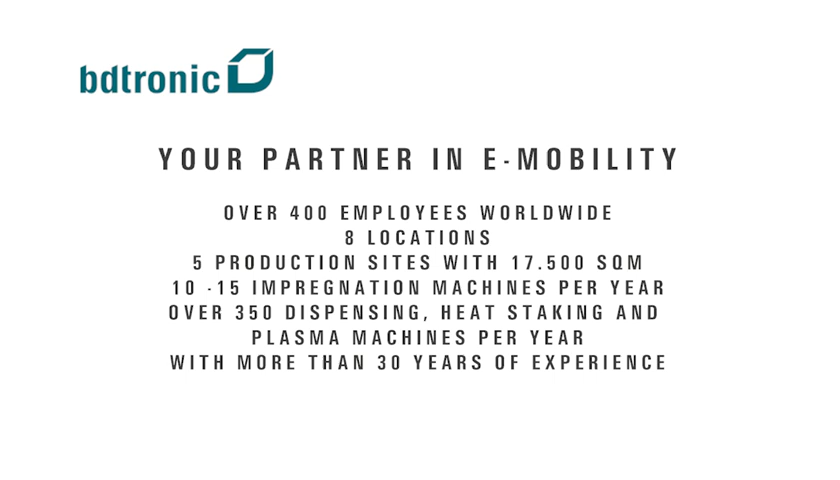 bdtronic
YOUR PARTNER IN E-MOBILITY
OVER 400 EMPLOYEES WORLDWIDE
8 LOCATIONS
5 PRODUCTION SITES WITH 17.500 SQM
10 -15 IMPREGNATION MACHINES PER YEAR
OVER 350 DISPENSING, HEAT STAKING AND
PLASMA MACHINES PER YEAR
WITH MORE THAN 30 YEARS OF EXPERIENCE